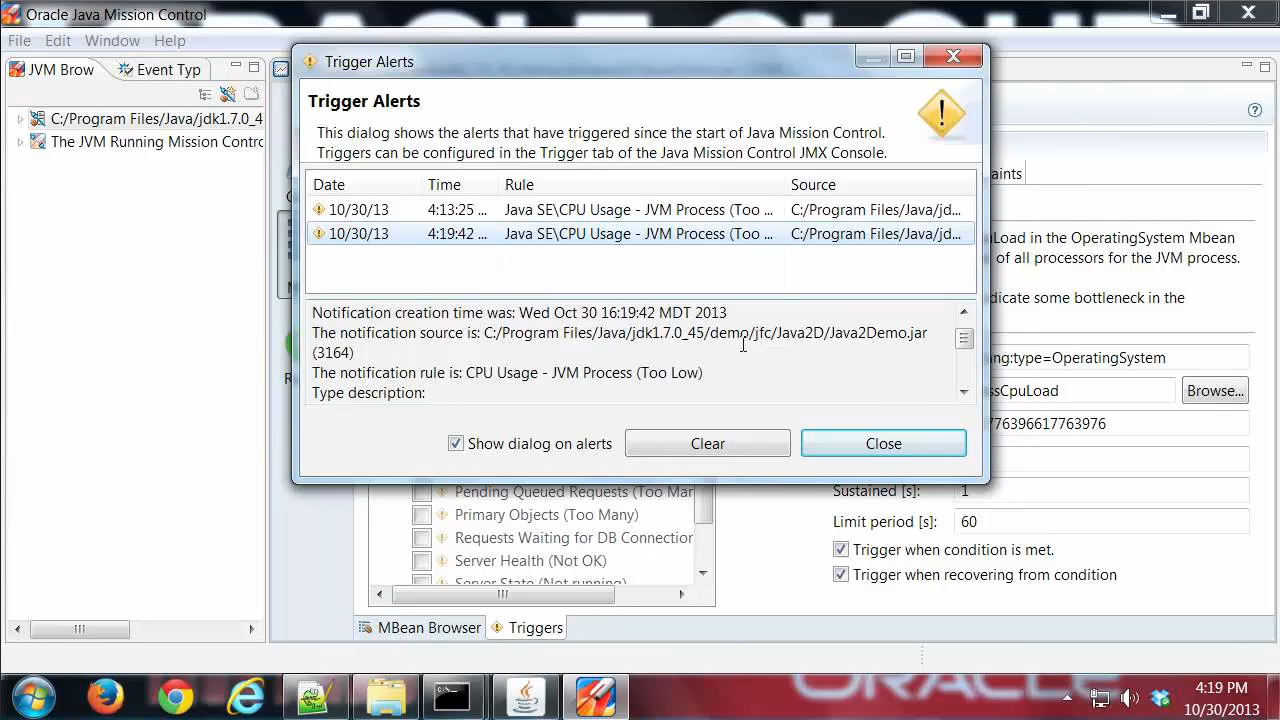 Oracle Java Mission Control
File Edit Window Help
JVM Brow
Event Typ
C:/Program Files/Java/jdk1.7.0_4
The JVM Running Mission Contro
Trigger Alerts
Trigger Alerts
This dialog shows the alerts that have triggered since the start of Java Mission Control.
Triggers can be configured in the Trigger tab of the Java Mission Control JMX Console.
Date Time Rule Source
10/30/13 4:13:25 ... Java SE\CPU Usage - JVM Process (Too ... C:/Program Files/Java/jd...
10/30/13 4:19:42 ... Java SE\CPU Usage - JVM Process (Too ... C:/Program Files/Java/jd...
Notification creation time was: Wed Oct 30 16:19:42 MDT 2013
The notification source is: C:/Program Files/Java/jdk1.7.0_45/demo/jfc/Java2D/Java2Demo.jar
(3164)
The notification rule is: CPU Usage - JVM Process (Too Low)
Type description:
Show dialog on alerts
Clear
Close
aints
Load in the OperatingSystem Mbean
of all processors for the JVM process.
dicate some bottleneck in the
ang:type=OperatingSystem
sCpuLoad
Browse...
76396617763976
Pending Queued Requests (Too Mar
Primary Objects (Too Many)
Requests Waiting for DB Connection
Server Health (Not OK)
Server State (Not running)
Sustained [s]: 1
Limit period [s]: 60
Trigger when condition is met.
Trigger when recovering from condition
MBean Browser
Triggers
4:19 PM
10/30/2013